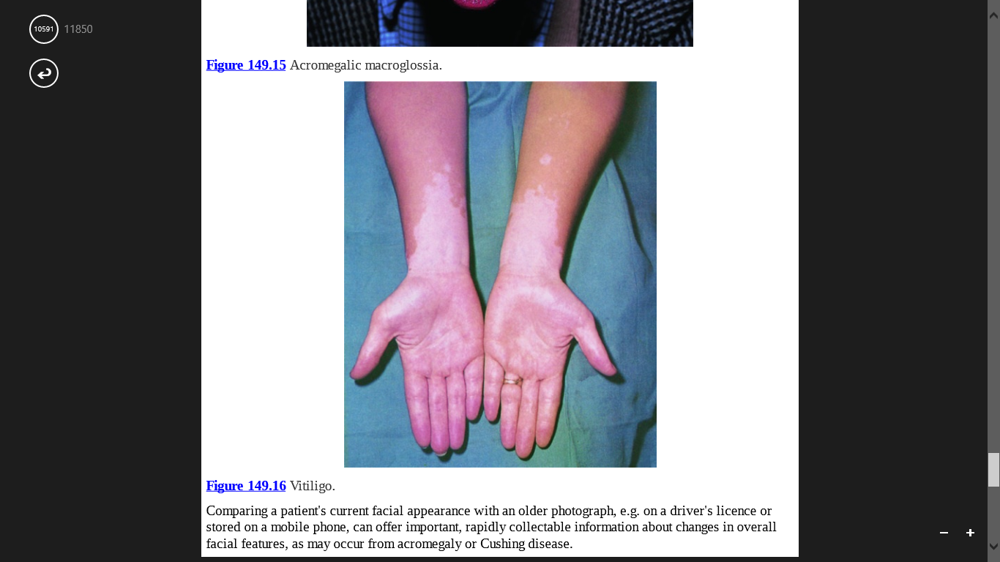 10591 11850
Figure 149.15 Acromegalic macroglossia.
Figure 149.16 Vitiligo.
Comparing a patient's current facial appearance with an older photograph, e.g. on a driver's licence or
stored on a mobile phone, can offer important, rapidly collectable information about changes in overall
facial features, as may occur from acromegaly or Cushing disease.